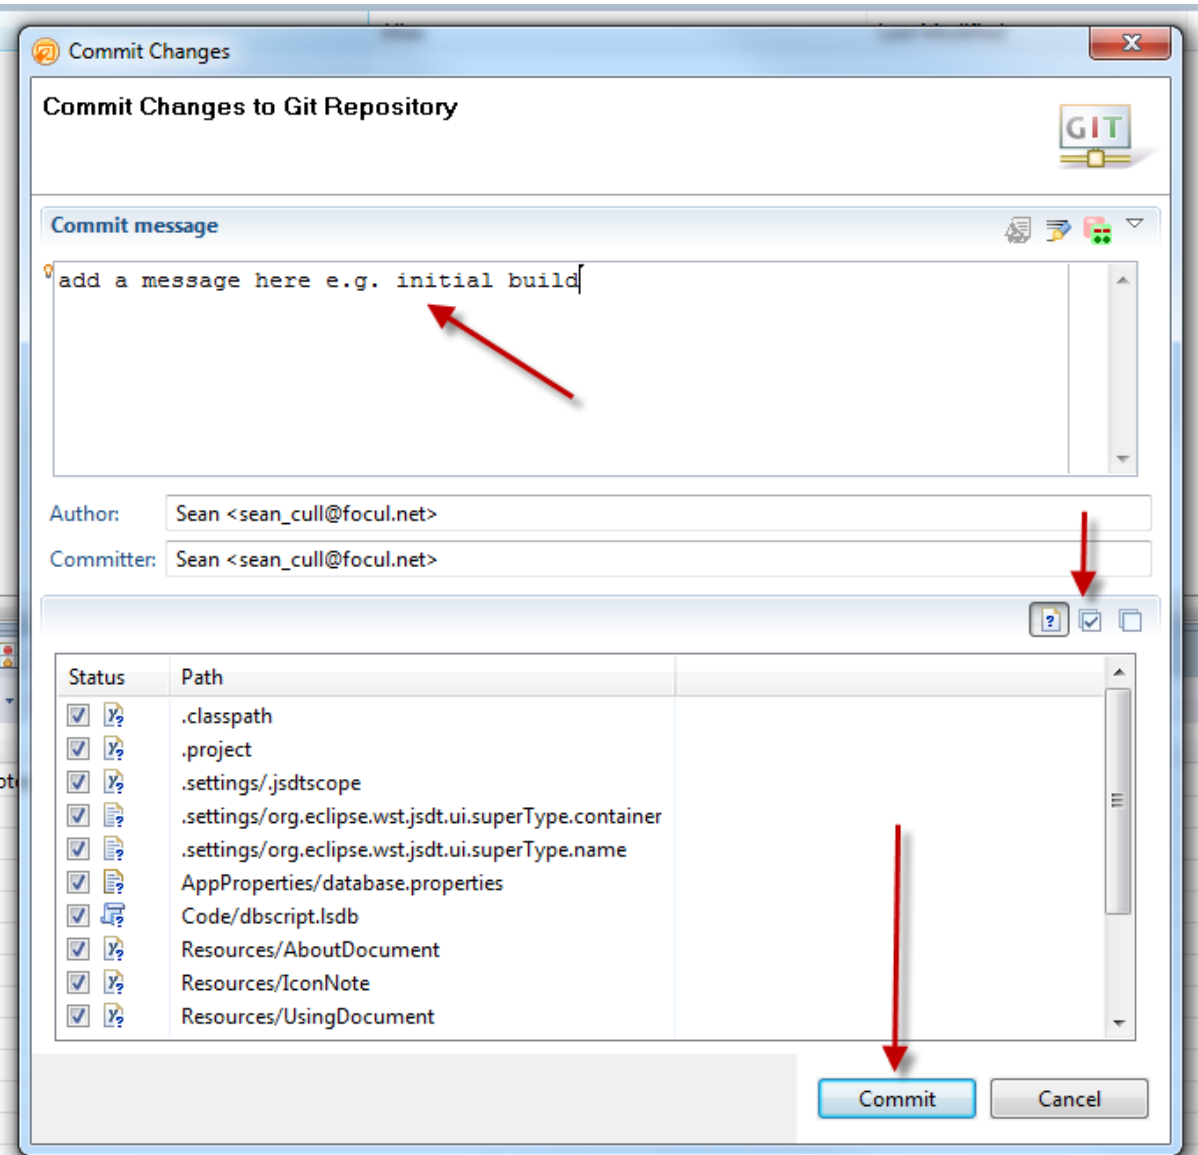 Commit Changes
Commit Changes to Git Repository
GIT
Commit message
add a message here e.g. initial build
Author: Sean <sean_cull@focul.net>
Committer: Sean <sean_cull@focul.net>
Status Path
.classpath
.project
.settings/.jsdtscope
.settings/org.eclipse.wst.jsdt.ui.superType.container
.settings/org.eclipse.wst.jsdt.ui.superType.name
AppProperties/database.properties
Code/dbscript.lsdb
Resources/AboutDocument
Resources/IconNote
Resources/UsingDocument
Commit Cancel